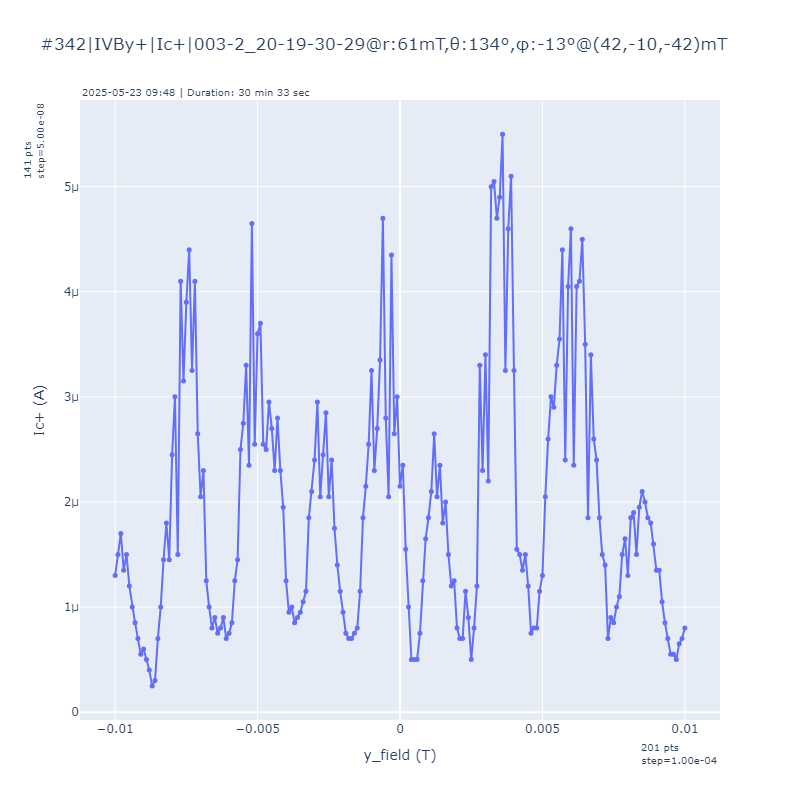 #342|IVBy+|Ic+|003-2_20-19-30-29@r:61mT,θ:134°,φ:-13°@(42,-10,-42)mT
2025-05-23 09:48 | Duration: 30 min 33 sec
141 pts
step=5.00e-08
5μ
4μ
3μ
2μ
1μ
0
Ic+ (A)
−0.01
−0.005
0
0.005
0.01
y_field (T)
201 pts
step=1.00e-04